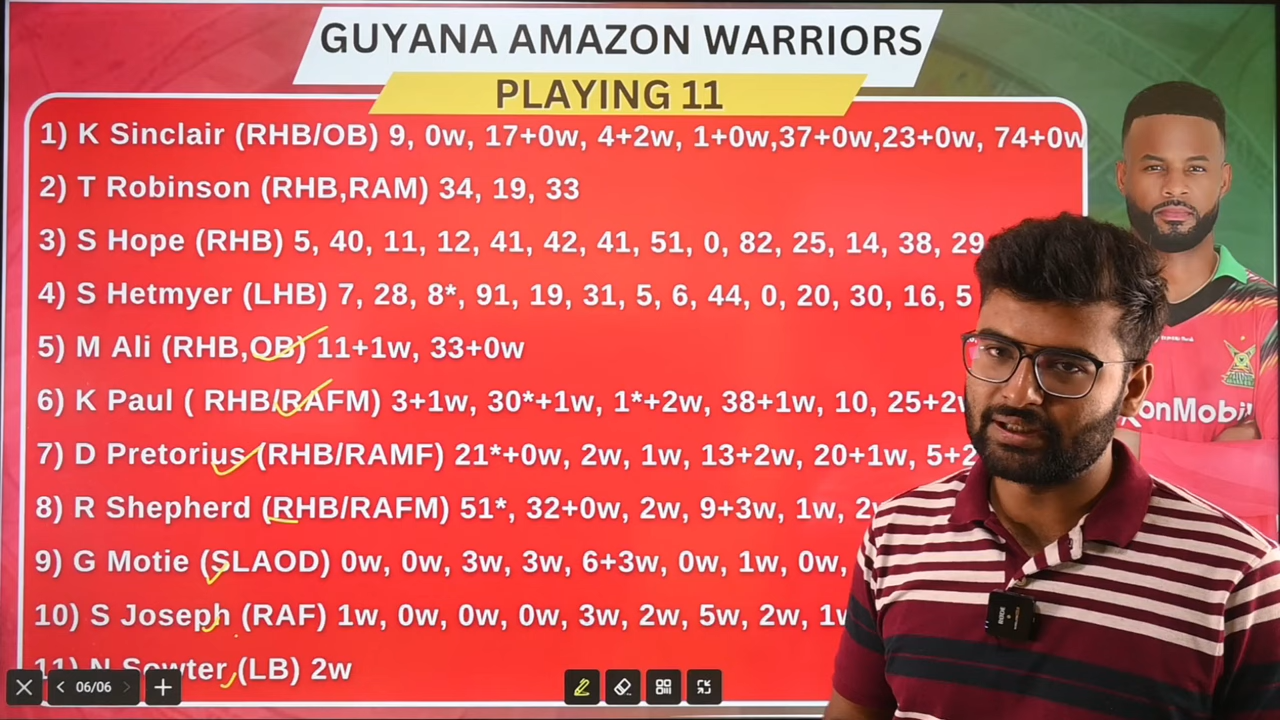 GUYANA AMAZON WARRIORS
PLAYING 11
1) K Sinclair (RHB/OB) 9, 0w, 17+0w, 4+2w, 1+0w,37+0w,23+0w, 74+0w
2) T Robinson (RHB,RAM) 34, 19, 33
3) S Hope (RHB) 5, 40, 11, 12, 41, 42, 41, 51, 0, 82, 25, 14, 38, 29
4) S Hetmyer (LHB) 7, 28, 8*, 91, 19, 31, 5, 6, 44, 0, 20, 30, 16, 5
5) M Ali (RHB,OB) 11+1w, 33+0w
6) K Paul ( RHB/RAFM) 3+1w, 30*+1w, 1*+2w, 38+1w, 10, 25+2w
7) D Pretorius (RHB/RAMF) 21*+0w, 2w, 1w, 13+2w, 20+1w, 5+2
8) R Shepherd (RHB/RAFM) 51*, 32+0w, 2w, 9+3w, 1w, 2w
9) G Motie (SLAOD) 0w, 0w, 3w, 3w, 6+3w, 0w, 1w, 0w,
10) S Joseph (RAF) 1w, 0w, 0w, 0w, 3w, 2w, 5w, 2w, 1w
11) N Sowter (LB) 2w
06/06